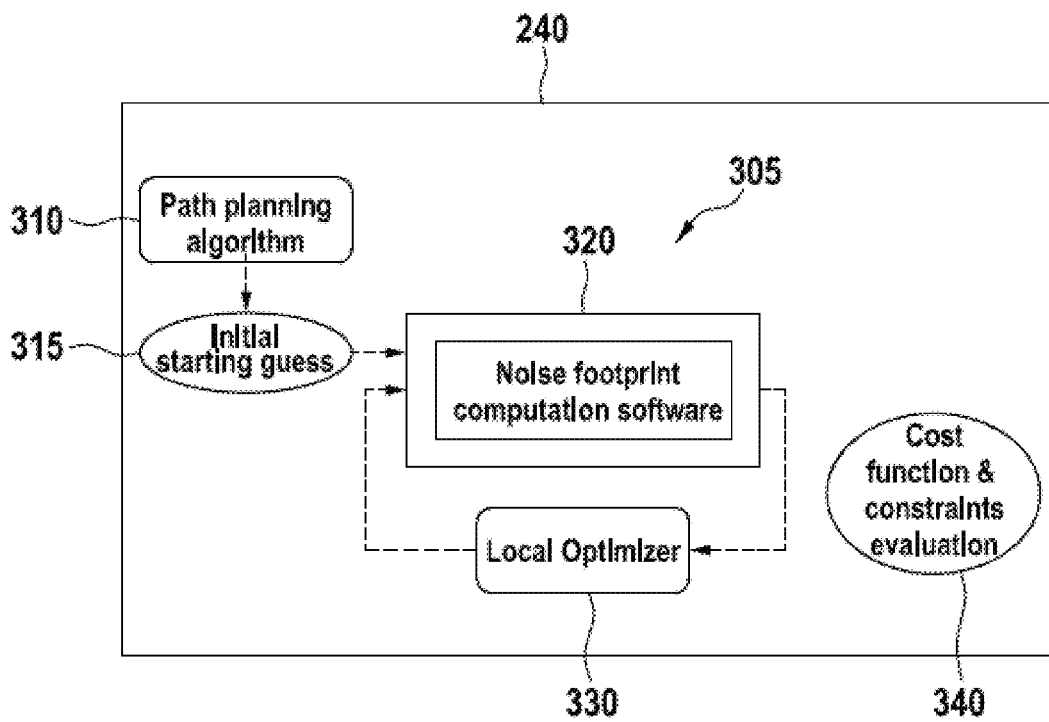 240
305
310
Path planning
algorithm
320
315
Initial
starting guess
Noise footprint
computation software
Cost
function &
constraints
evaluation
Local Optimizer
330
340